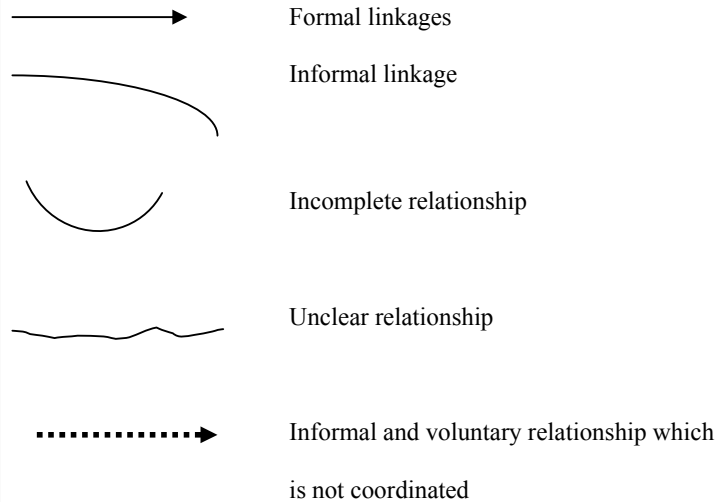 Formal linkages
Informal linkage
Incomplete relationship
Unclear relationship
Informal and voluntary relationship which
is not coordinated